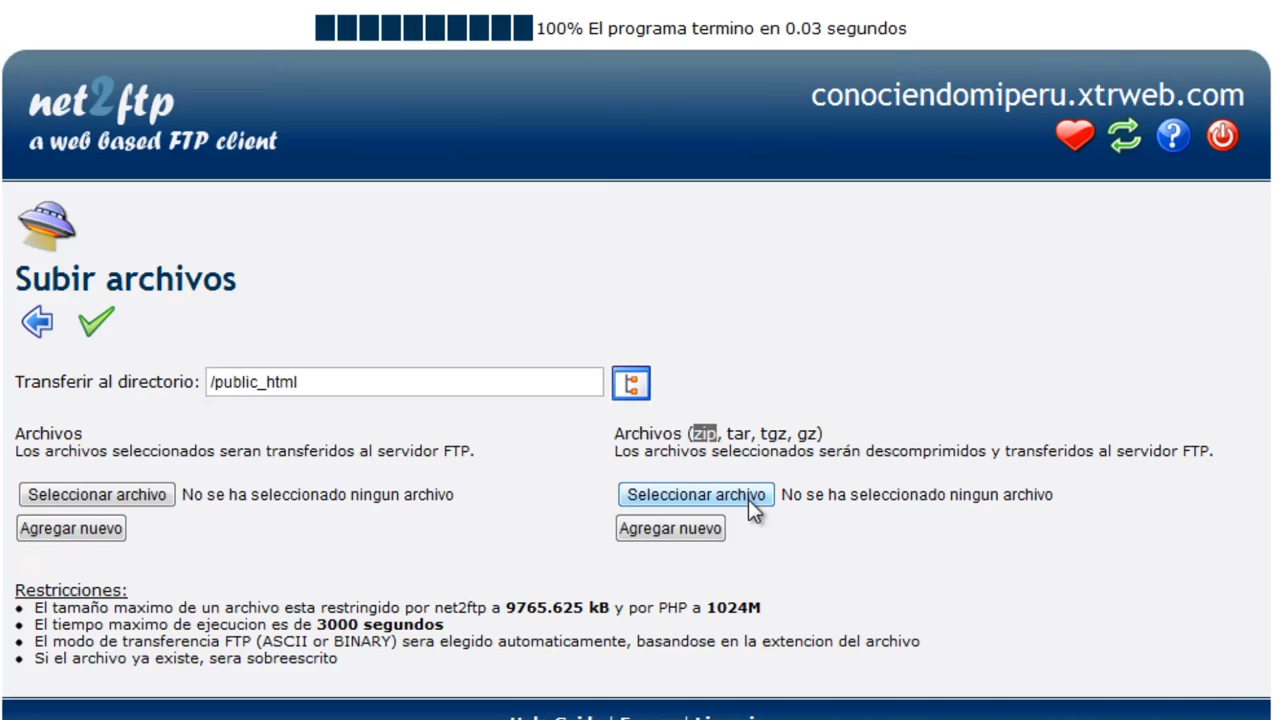 100% El programa termino en 0.03 segundos
net2ftp
a web based FTP client
conociendomiperu.xtrweb.com
Subir archivos
Transferir al directorio: /public_html
Archivos
Los archivos seleccionados seran transferidos al servidor FTP.
Seleccionar archivo No se ha seleccionado ningun archivo
Agregar nuevo
Archivos (zip, tar, tgz, gz)
Los archivos seleccionados serán descomprimidos y transferidos al servidor FTP.
Seleccionar archivo No se ha seleccionado ningun archivo
Agregar nuevo
Restricciones:
• El tamaño maximo de un archivo esta restringido por net2ftp a 9765.625 kB y por PHP a 1024M
• El tiempo maximo de ejecucion es de 3000 segundos
• El modo de transferencia FTP (ASCII or BINARY) sera elegido automaticamente, basandose en la extencion del archivo
• Si el archivo ya existe, sera sobreescrito